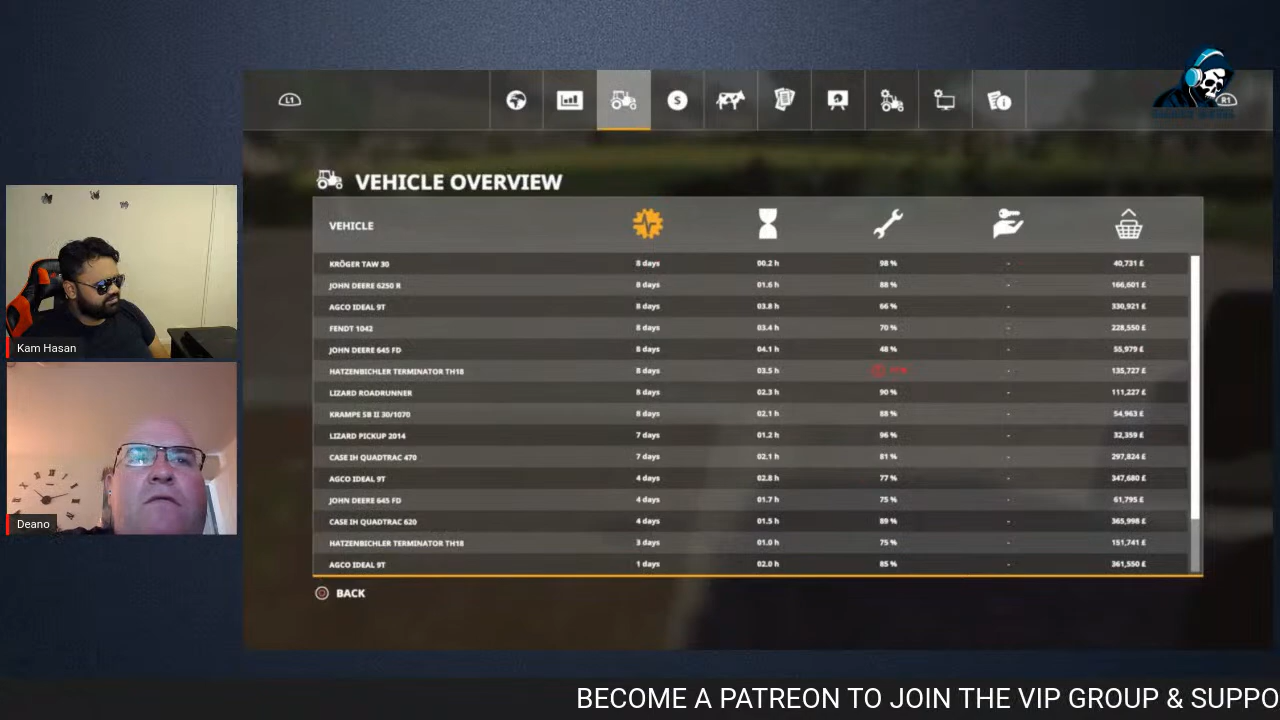 L1
R1
VEHICLE OVERVIEW
VEHICLE
KRÖGER TAW 30 8 days 00.2 h 98 % - 40,731 £
JOHN DEERE 6250 R 8 days 01.6 h 88 % - 166,601 £
AGCO IDEAL 9T 8 days 03.8 h 66 % - 330,921 £
FENDT 1042 8 days 03.4 h 70 % - 228,550 £
JOHN DEERE 645 FD 8 days 04.1 h 48 % - 55,979 £
HATZENBICHLER TERMINATOR TH18 8 days 03.5 h - 135,727 £
LIZARD ROADRUNNER 8 days 02.3 h 90 % - 111,227 £
KRAMPE SB II 30/1070 8 days 02.1 h 88 % - 54,963 £
LIZARD PICKUP 2014 7 days 01.2 h 96 % - 32,359 £
CASE IH QUADTRAC 470 7 days 02.1 h 81 % - 297,824 £
AGCO IDEAL 9T 4 days 02.8 h 77 % - 347,680 £
JOHN DEERE 645 FD 4 days 01.7 h 75 % - 61,795 £
CASE IH QUADTRAC 620 4 days 01.5 h 89 % - 365,998 £
HATZENBICHLER TERMINATOR TH18 3 days 01.0 h 75 % - 151,741 £
AGCO IDEAL 9T 1 days 02.0 h 85 % - 361,550 £
BACK
Kam Hasan
Deano
BECOME A PATREON TO JOIN THE VIP GROUP & SUPPO